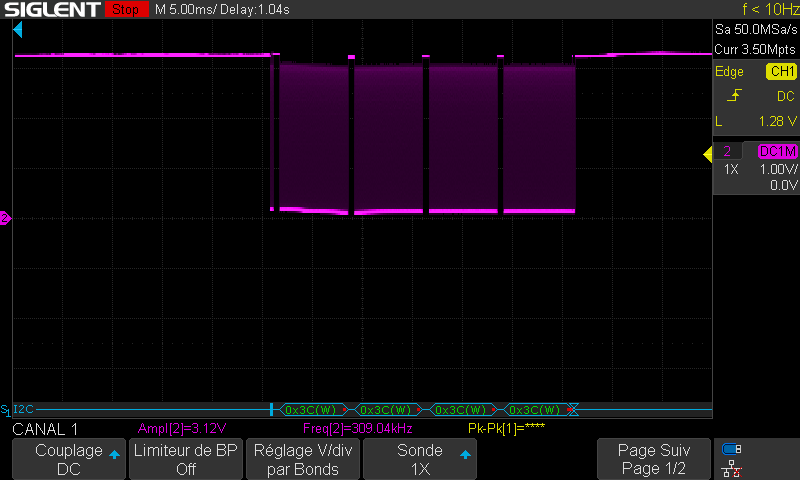 SIGLENT Stop M 5.00ms/ Delay:1.04s f < 10Hz
Sa 50.0MSa/s
Curr 3.50Mpts
Edge CH1
DC
L 1.28 V
2 DC1M
1X 1.00V/
0.0V
2
S1 I2C 0x3C(W) 0x3C(W) 0x3C(W) 0x3C(W)
CANAL 1 Ampl[2]=3.12V Freq[2]=309.04kHz Pk-Pk[1]=****
Couplage
DC
Limiteur de BP
Off
Réglage V/div
par Bonds
Sonde
1X
Page Suiv
Page 1/2